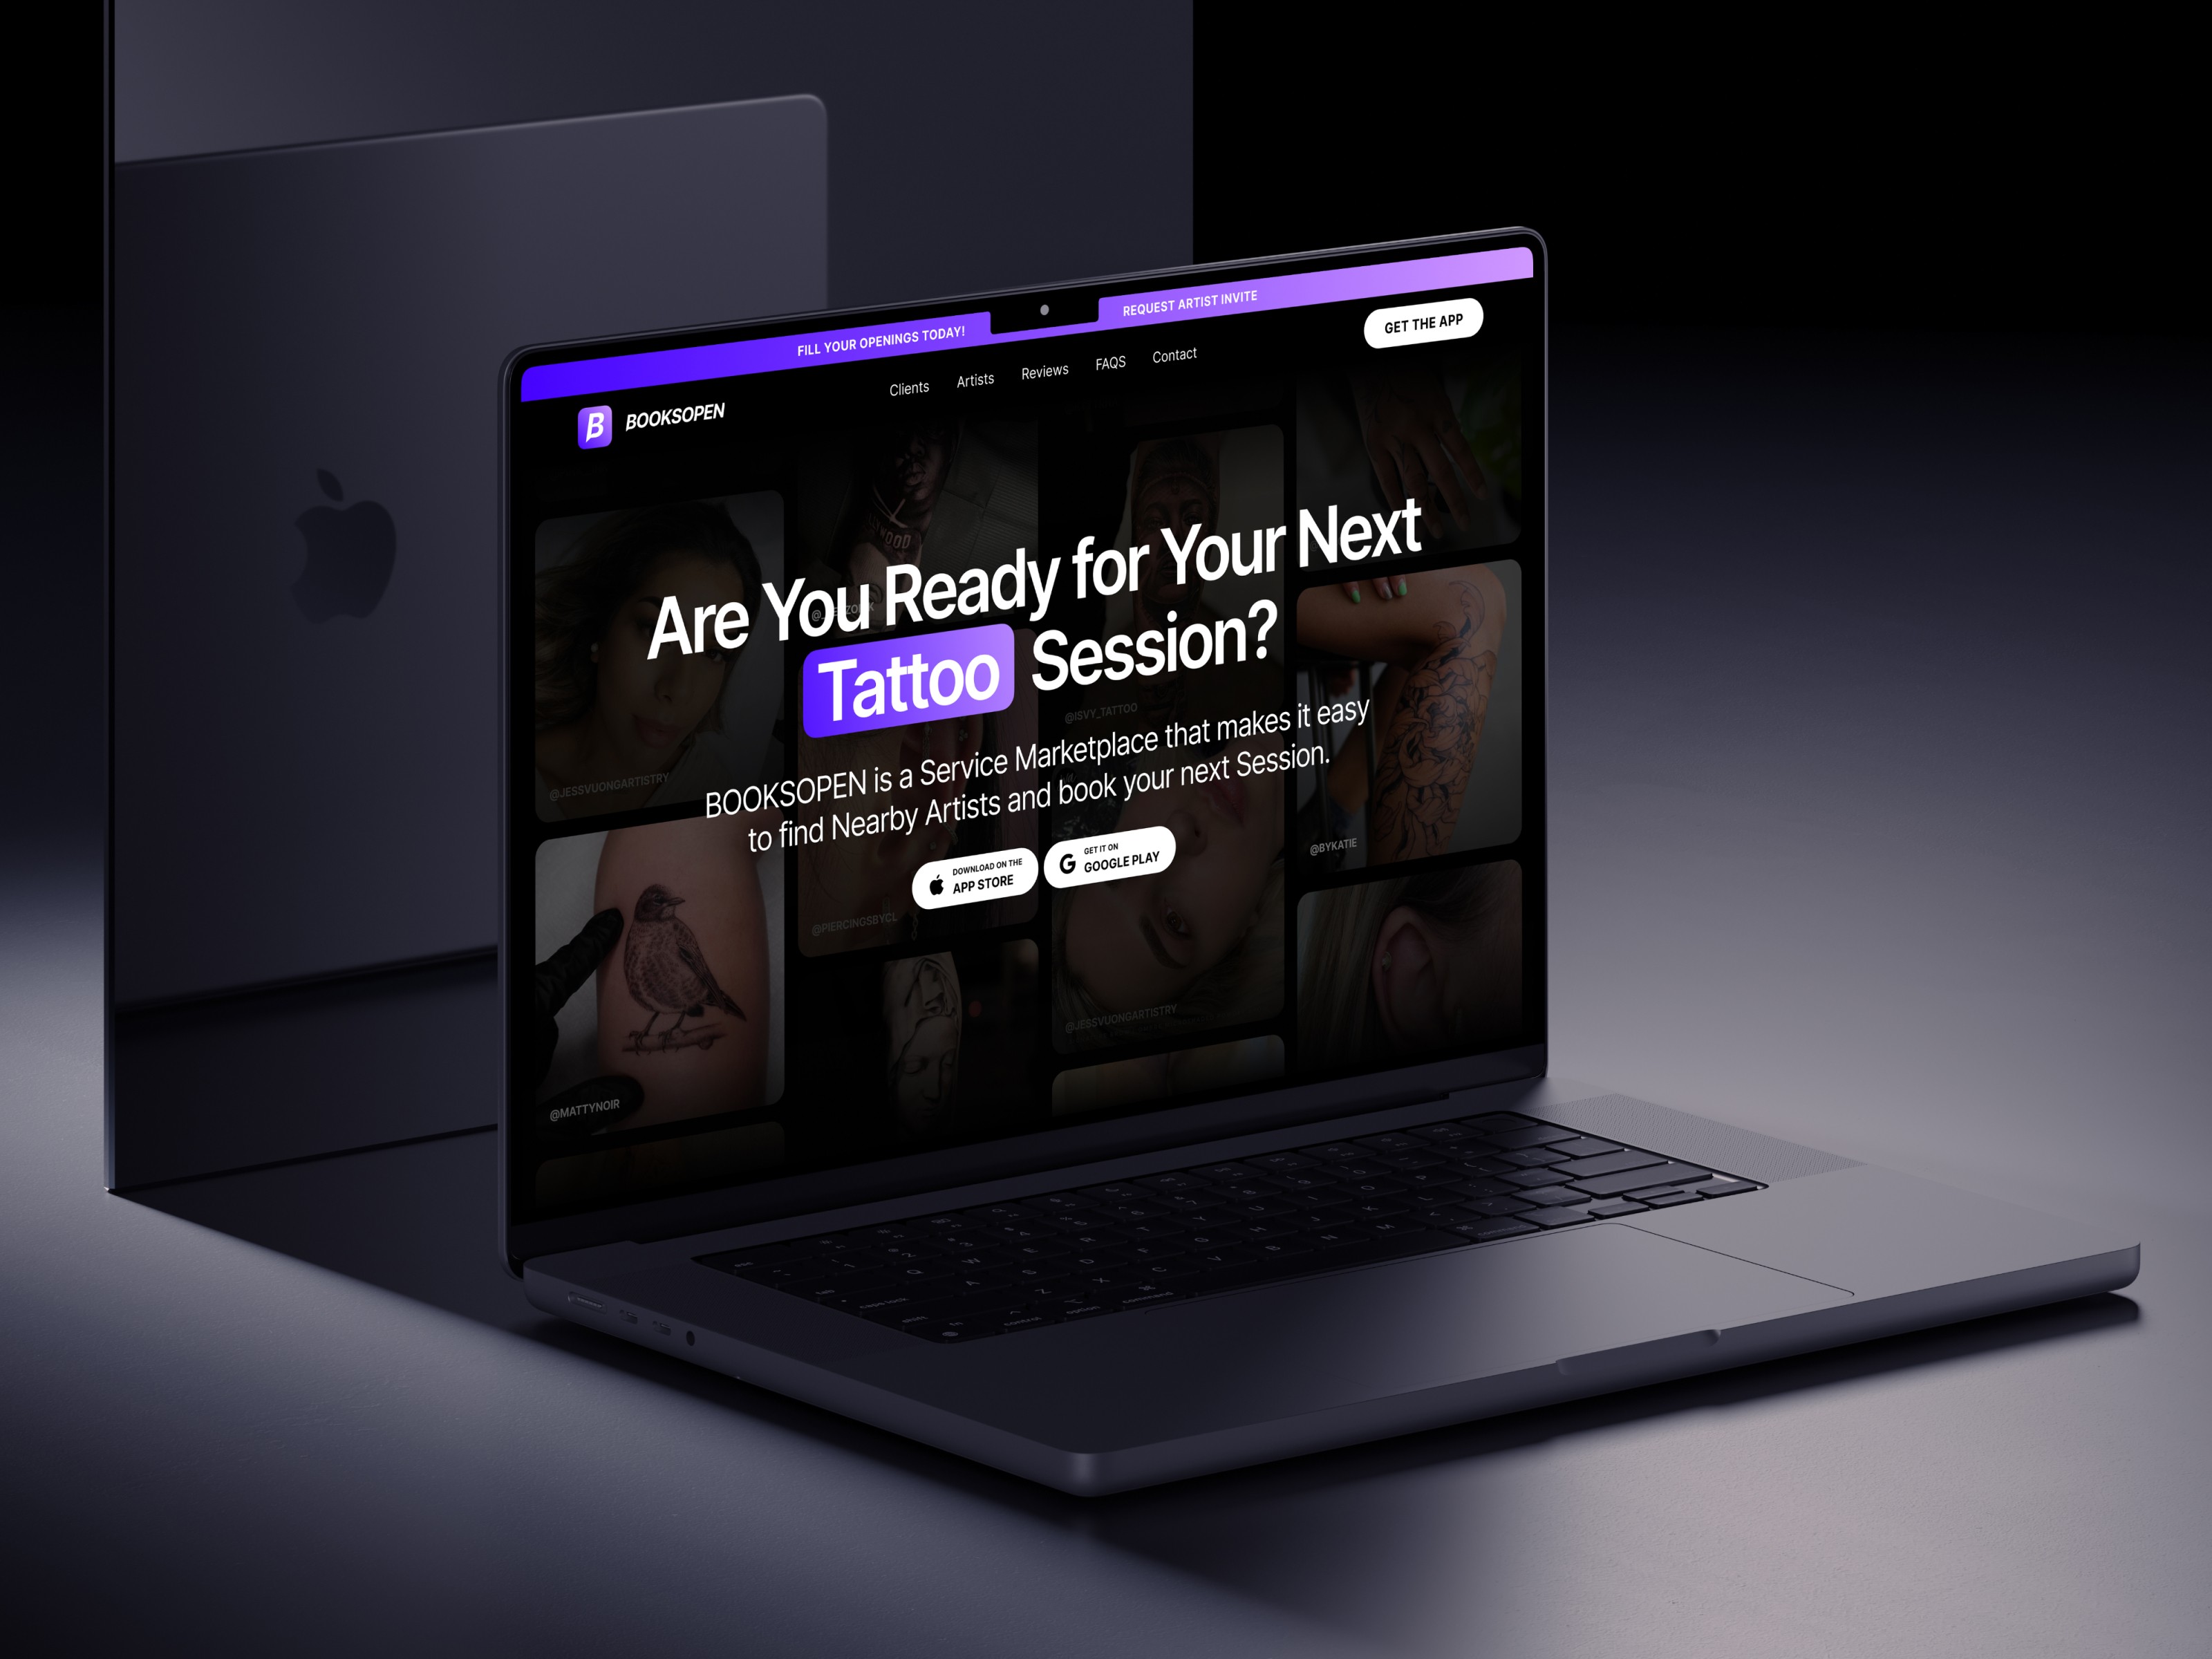 FILL YOUR OPENINGS TODAY!
REQUEST ARTIST INVITE
B
BOOKSOPEN
Clients
Artists
Reviews
FAQS
Contact
GET THE APP
Are You Ready for Your Next
Tattoo Session?
BOOKSOPEN is a Service Marketplace that makes it easy
to find Nearby Artists and book your next Session.
DOWNLOAD ON THE
APP STORE
GET IT ON
GOOGLE PLAY
@JESSVUONGARTISTRY
@ISVY_TATTOO
@BYKATIE
@PIERCINGSBYCL
@JESSVUONGARTISTRY
@MATTYNOIR